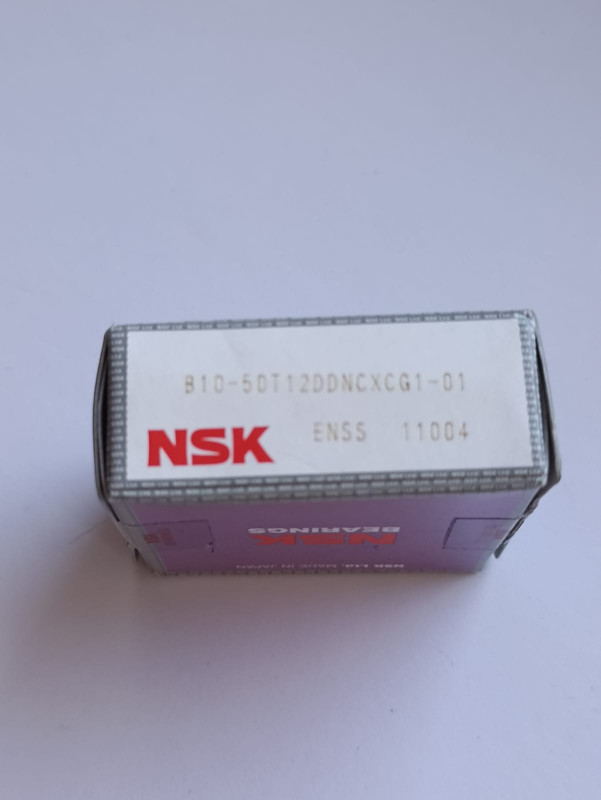 B10-50T12DDNCXCG1-01
NSK ENSS 11004
NSK
BEARINGS
NSK Ltd. MADE IN JAPAN